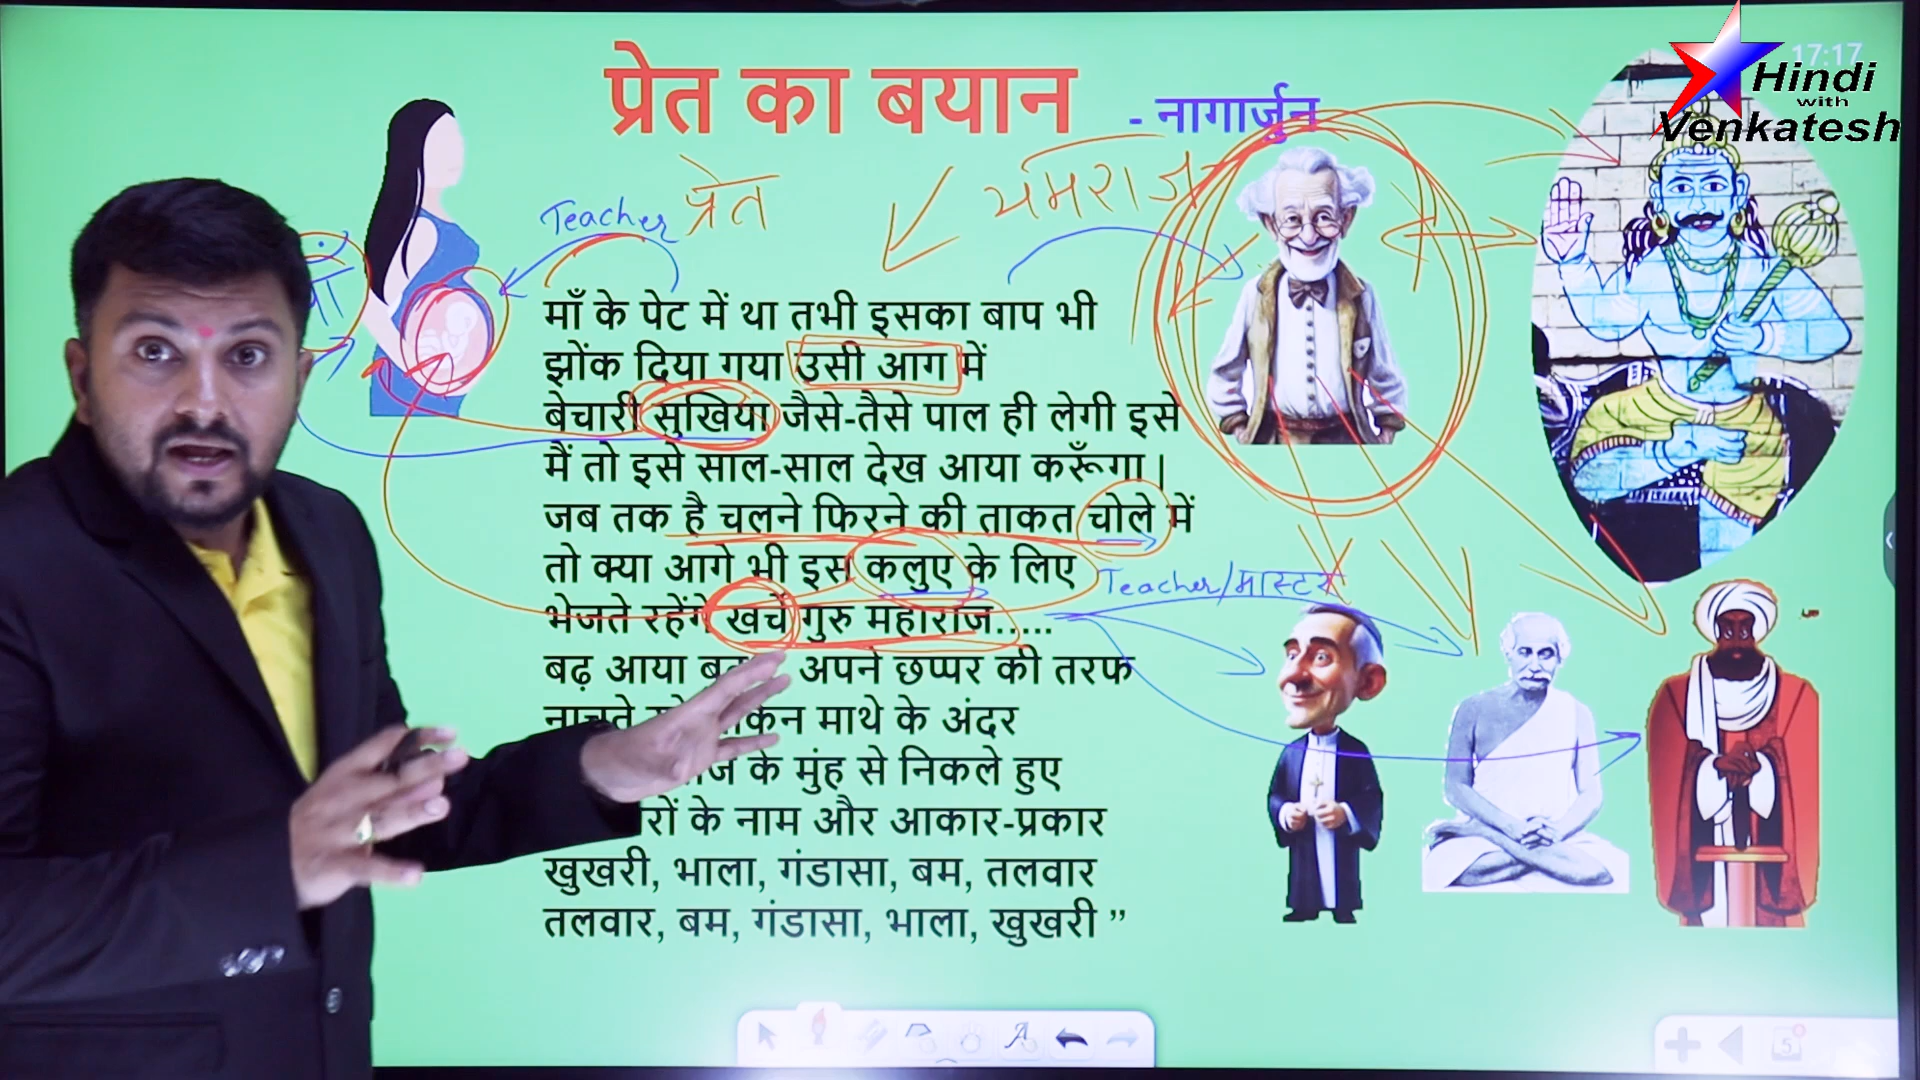 17:17
Hindi
with
Venkatesh
प्रेत का बयान - नागार्जुन
Teacher प्रेत यमराज
माँ के पेट में था तभी इसका बाप भी
झोंक दिया गया उसी आग में
बेचारी सुखिया जैसे-तैसे पाल ही लेगी इसे
मैं तो इसे साल-साल देख आया करूँगा |
जब तक है चलने फिरने की ताकत चोले में
तो क्या आगे भी इस कलुए के लिए
Teacher/मास्टर
भेजते रहेंगे खर्चे गुरु महाराज.....
बढ़ आया अपने छप्पर की तरफ
नाचते माथे के अंदर
के मुंह से निकले हुए
के नाम और आकार-प्रकार
खुखरी, भाला, गंडासा, बम, तलवार
तलवार, बम, गंडासा, भाला, खुखरी ”
5